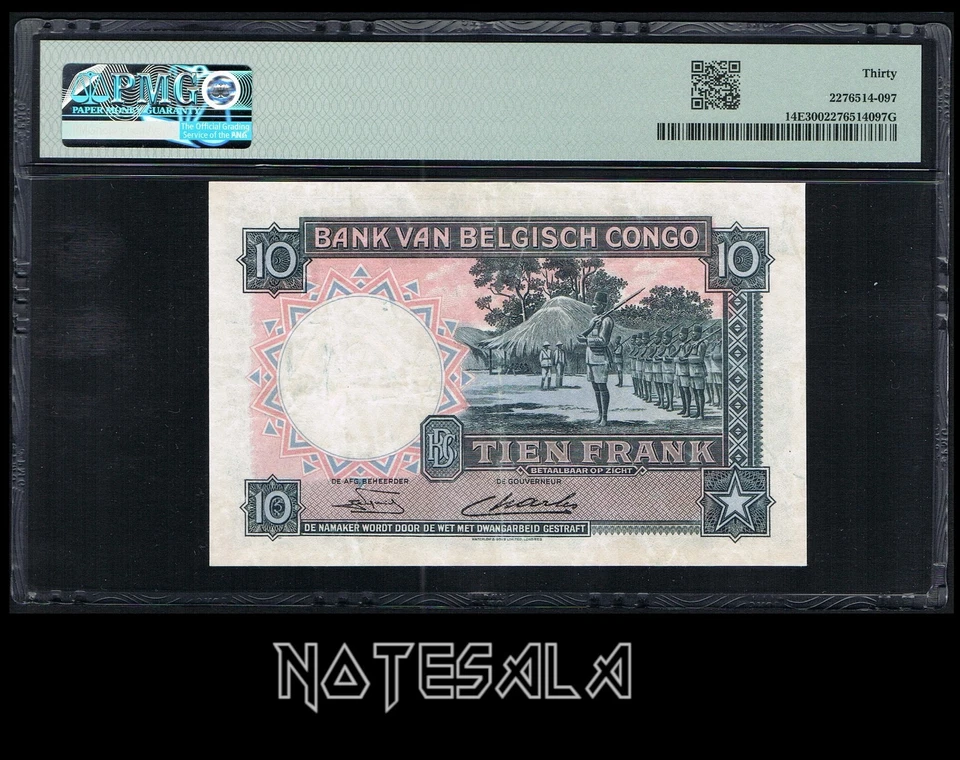 PMG
PAPER MONEY GUARANTY
The Official Grading
Service of the ANA
Thirty
2276514-097
14E3002276514097G
BANK VAN BELGISCH CONGO
10
10
TIEN FRANK
BETAALBAAR OP ZICHT
DE AFG. BEHEERDER
DE GOUVERNEUR
10
DE NAMAKER WORDT DOOR DE WET MET DWANGARBEID GESTRAFT
NOTESALA